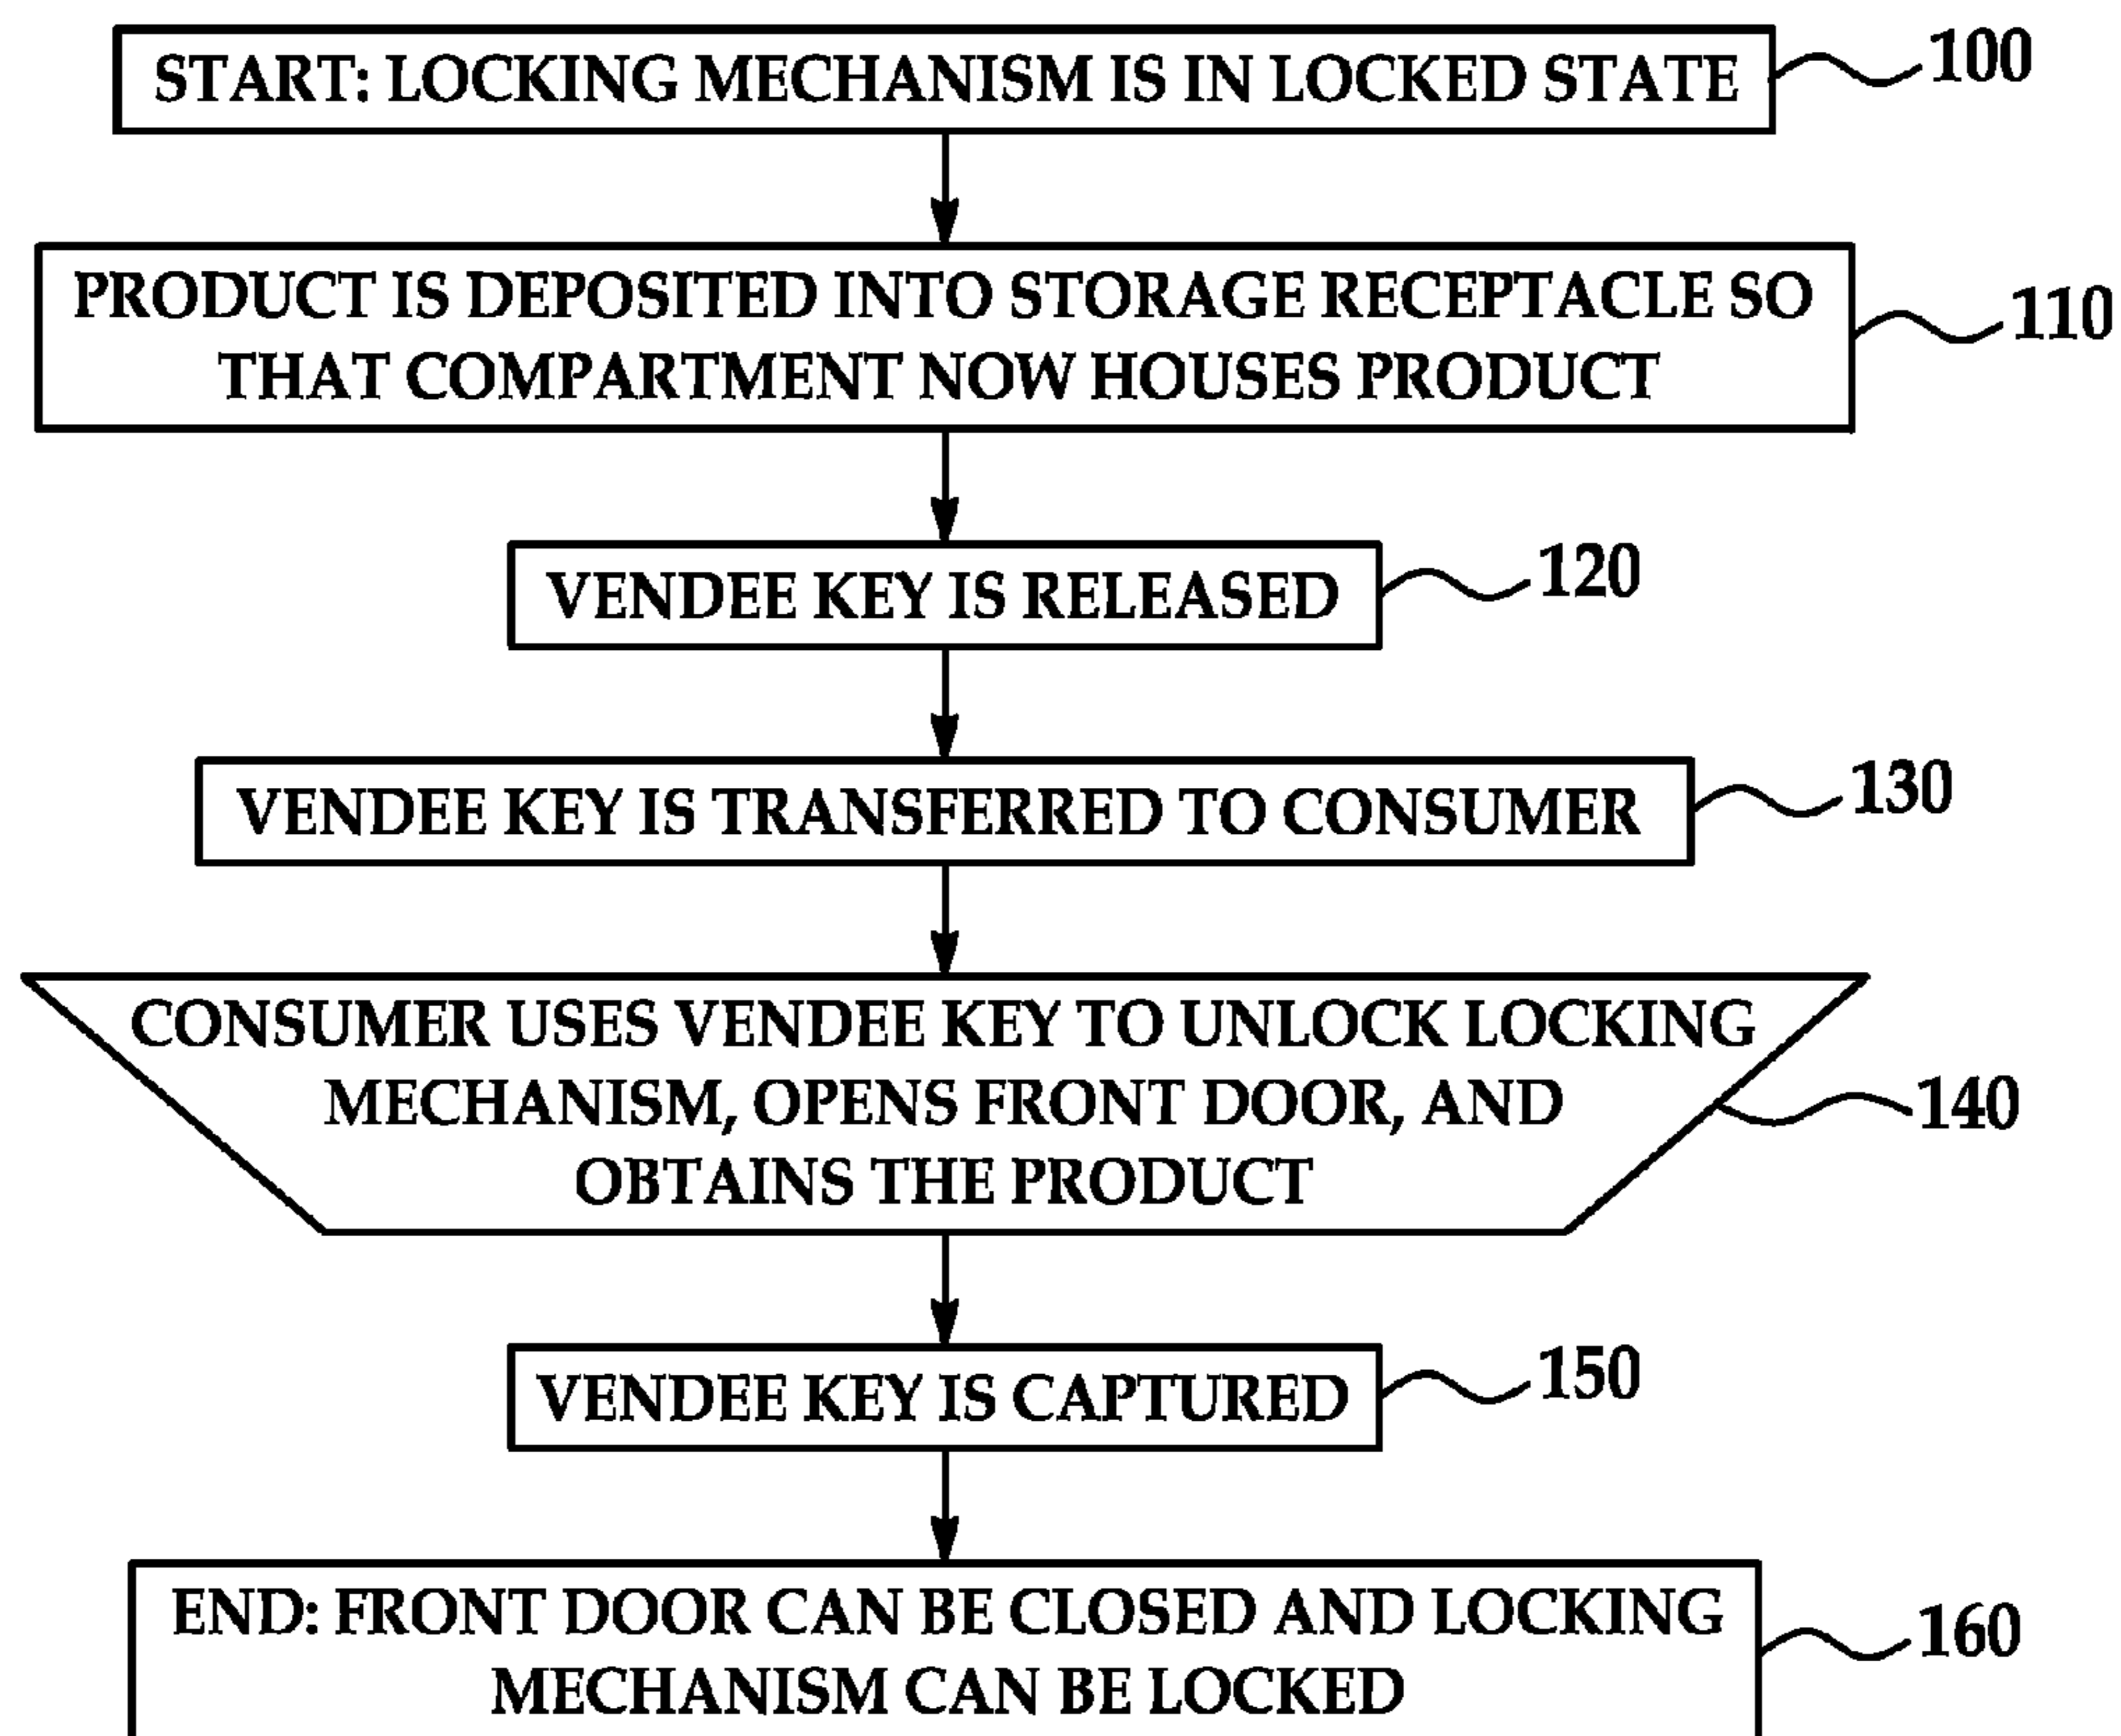 START: LOCKING MECHANISM IS IN LOCKED STATE
100
PRODUCT IS DEPOSITED INTO STORAGE RECEPTACLE SO
THAT COMPARTMENT NOW HOUSES PRODUCT
110
VENDEE KEY IS RELEASED
120
VENDEE KEY IS TRANSFERRED TO CONSUMER
130
CONSUMER USES VENDEE KEY TO UNLOCK LOCKING
MECHANISM, OPENS FRONT DOOR, AND
OBTAINS THE PRODUCT
140
VENDEE KEY IS CAPTURED
150
END: FRONT DOOR CAN BE CLOSED AND LOCKING
MECHANISM CAN BE LOCKED
160